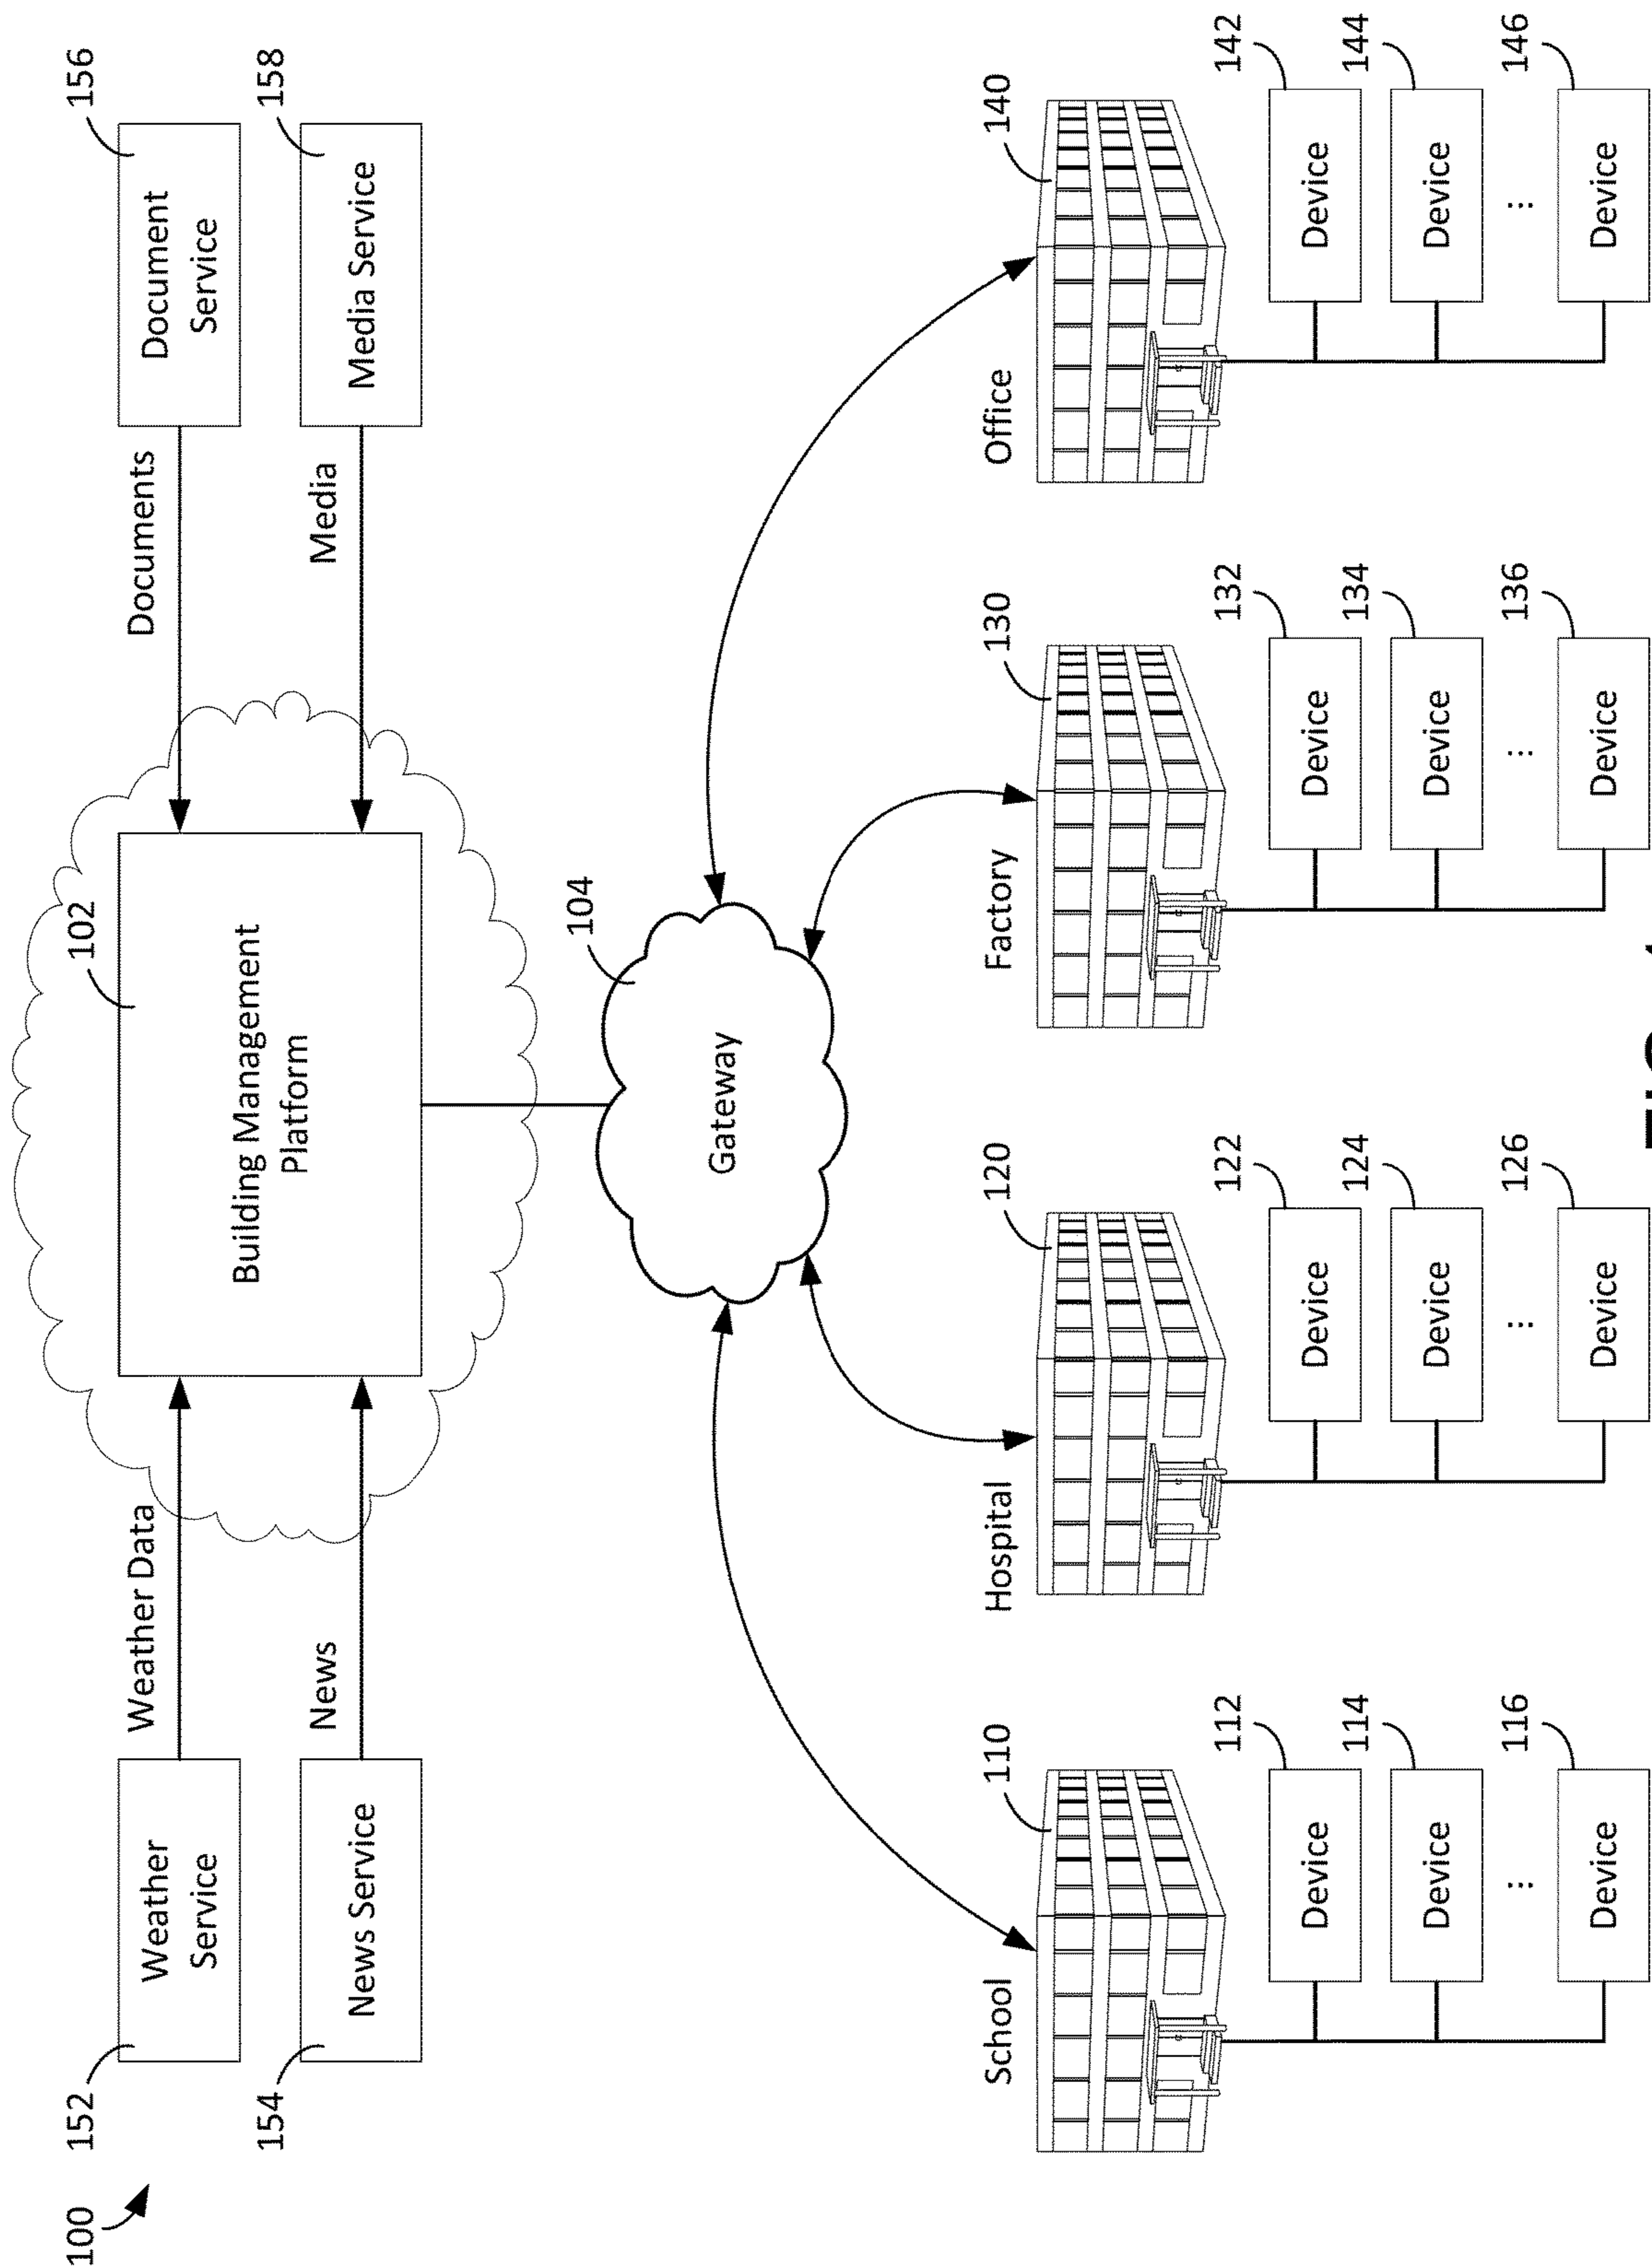 100
152
Weather
Service
Weather Data
154
News Service
News
102
Building Management
Platform
Documents
Document
Service
156
Media
Media Service
158
104
Gateway
School
110
Hospital
120
Factory
130
Office
140
Device
112
Device
114
...
Device
116
Device
122
Device
124
...
Device
126
Device
132
Device
134
...
Device
136
Device
142
Device
144
...
Device
146